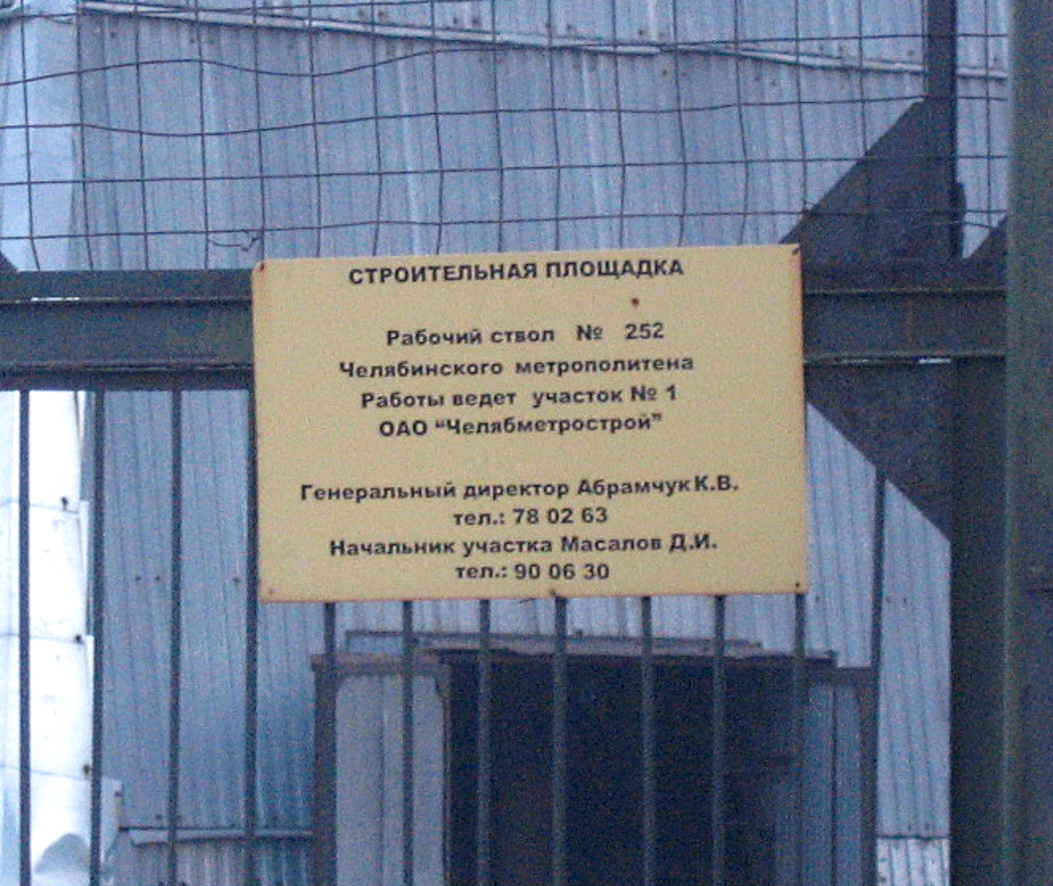 СТРОИТЕЛЬНАЯ ПЛОЩАДКА
Рабочий ствол № 252
Челябинского метрополитена
Работы ведет участок № 1
ОАО “Челябметрострой”
Генеральный директор Абрамчук К.В.
тел.: 78 02 63
Начальник участка Масалов Д.И.
тел.: 90 06 30